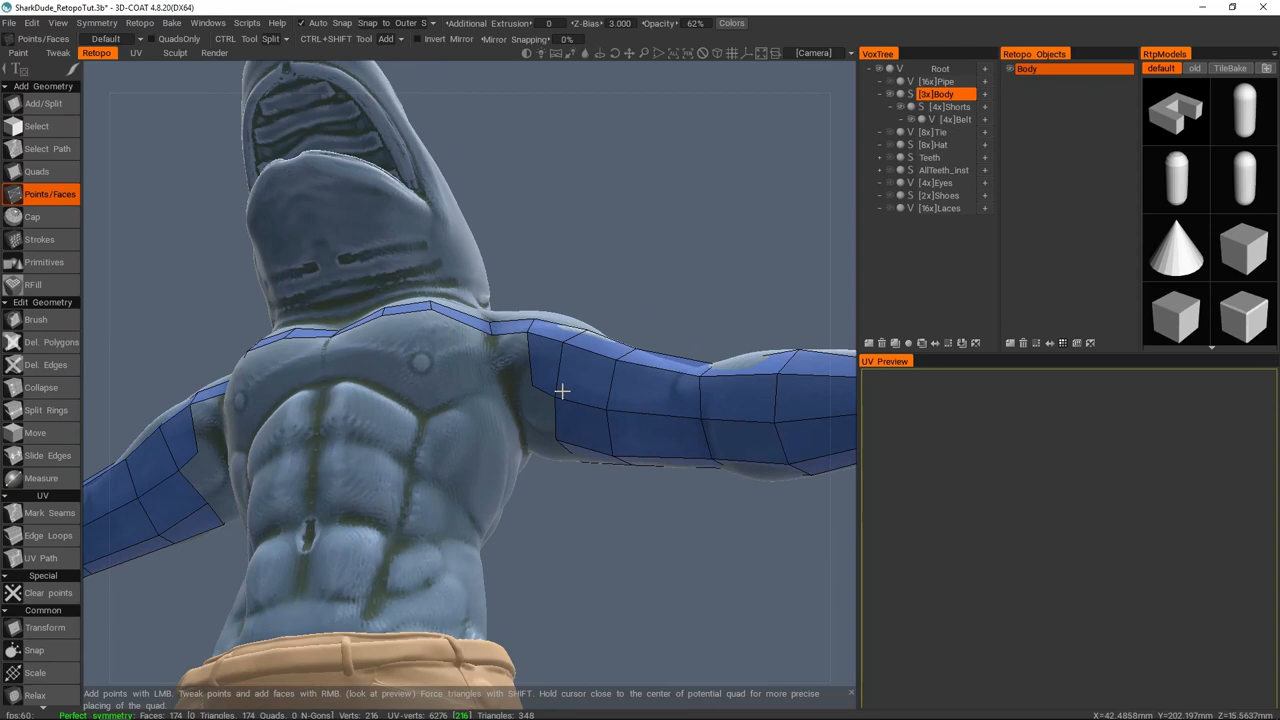 SharkDude_RetopoTut.3b* - 3D-COAT 4.8.20(DX64)
File Edit View Symmetry Retopo Bake Windows Scripts Help Auto Snap Snap to Outer S Additional Extrusion 0 Z-Bias 3.000 Opacity 62% Colors
Points/Faces Default QuadsOnly CTRL Tool Split CTRL+SHIFT Tool Add Invert Mirror Mirror Snapping 0%
Paint Tweak Retopo UV Sculpt Render [Camera]
Add Geometry
Add/Split
Select
Select Path
Quads
Points/Faces
Cap
Strokes
Primitives
RFill
Edit Geometry
Brush
Del. Polygons
Del. Edges
Collapse
Split Rings
Move
Slide Edges
Measure
UV
Mark Seams
Edge Loops
UV Path
Special
Clear points
Common
Transform
Snap
Scale
Relax
VoxTree
V Root
V [16x]Pipe
S [3x]Body
S [4x]Shorts
V [4x]Belt
V [8x]Tie
S [8x]Hat
S Teeth
S AllTeeth_inst
V [4x]Eyes
S [2x]Shoes
V [16x]Laces
Retopo Objects
Body
RtpModels
default old TileBake
UV Preview
Add points with LMB. Tweak points and add faces with RMB. (look at preview) Force triangles with SHIFT. Hold cursor close to the center of potential quad for more precise
placing of the quad.
fps:60; Perfect symmetry: Faces: 174 [0 Triangles, 174 Quads, 0 N-Gons] Verts: 216 UV-verts: 6276 [216] Triangles: 348 X=42.4858mm Y=202.197mm Z=15.5637mm